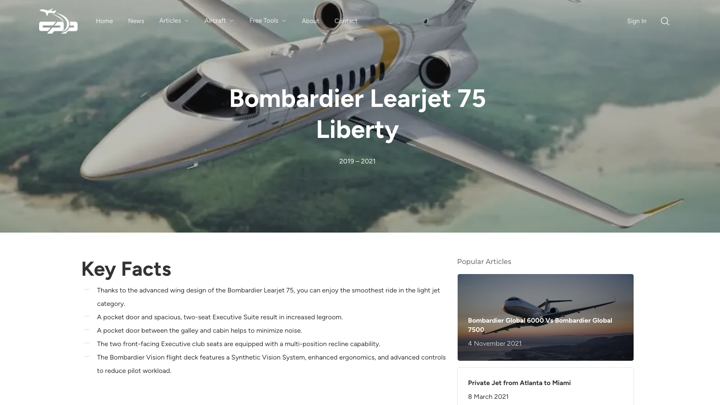 Home News Articles Aircraft Free Tools About Contact Sign In
Bombardier Learjet 75
Liberty
2019 – 2021
Key Facts
Thanks to the advanced wing design of the Bombardier Learjet 75, you can enjoy the smoothest ride in the light jet
category.
A pocket door and spacious, two-seat Executive Suite result in increased legroom.
A pocket door between the galley and cabin helps to minimize noise.
The two front-facing Executive club seats are equipped with a multi-position recline capability.
The Bombardier Vision flight deck features a Synthetic Vision System, enhanced ergonomics, and advanced controls
to reduce pilot workload.
Popular Articles
Bombardier Global 6000 Vs Bombardier Global
7500
4 November 2021
Private Jet from Atlanta to Miami
8 March 2021